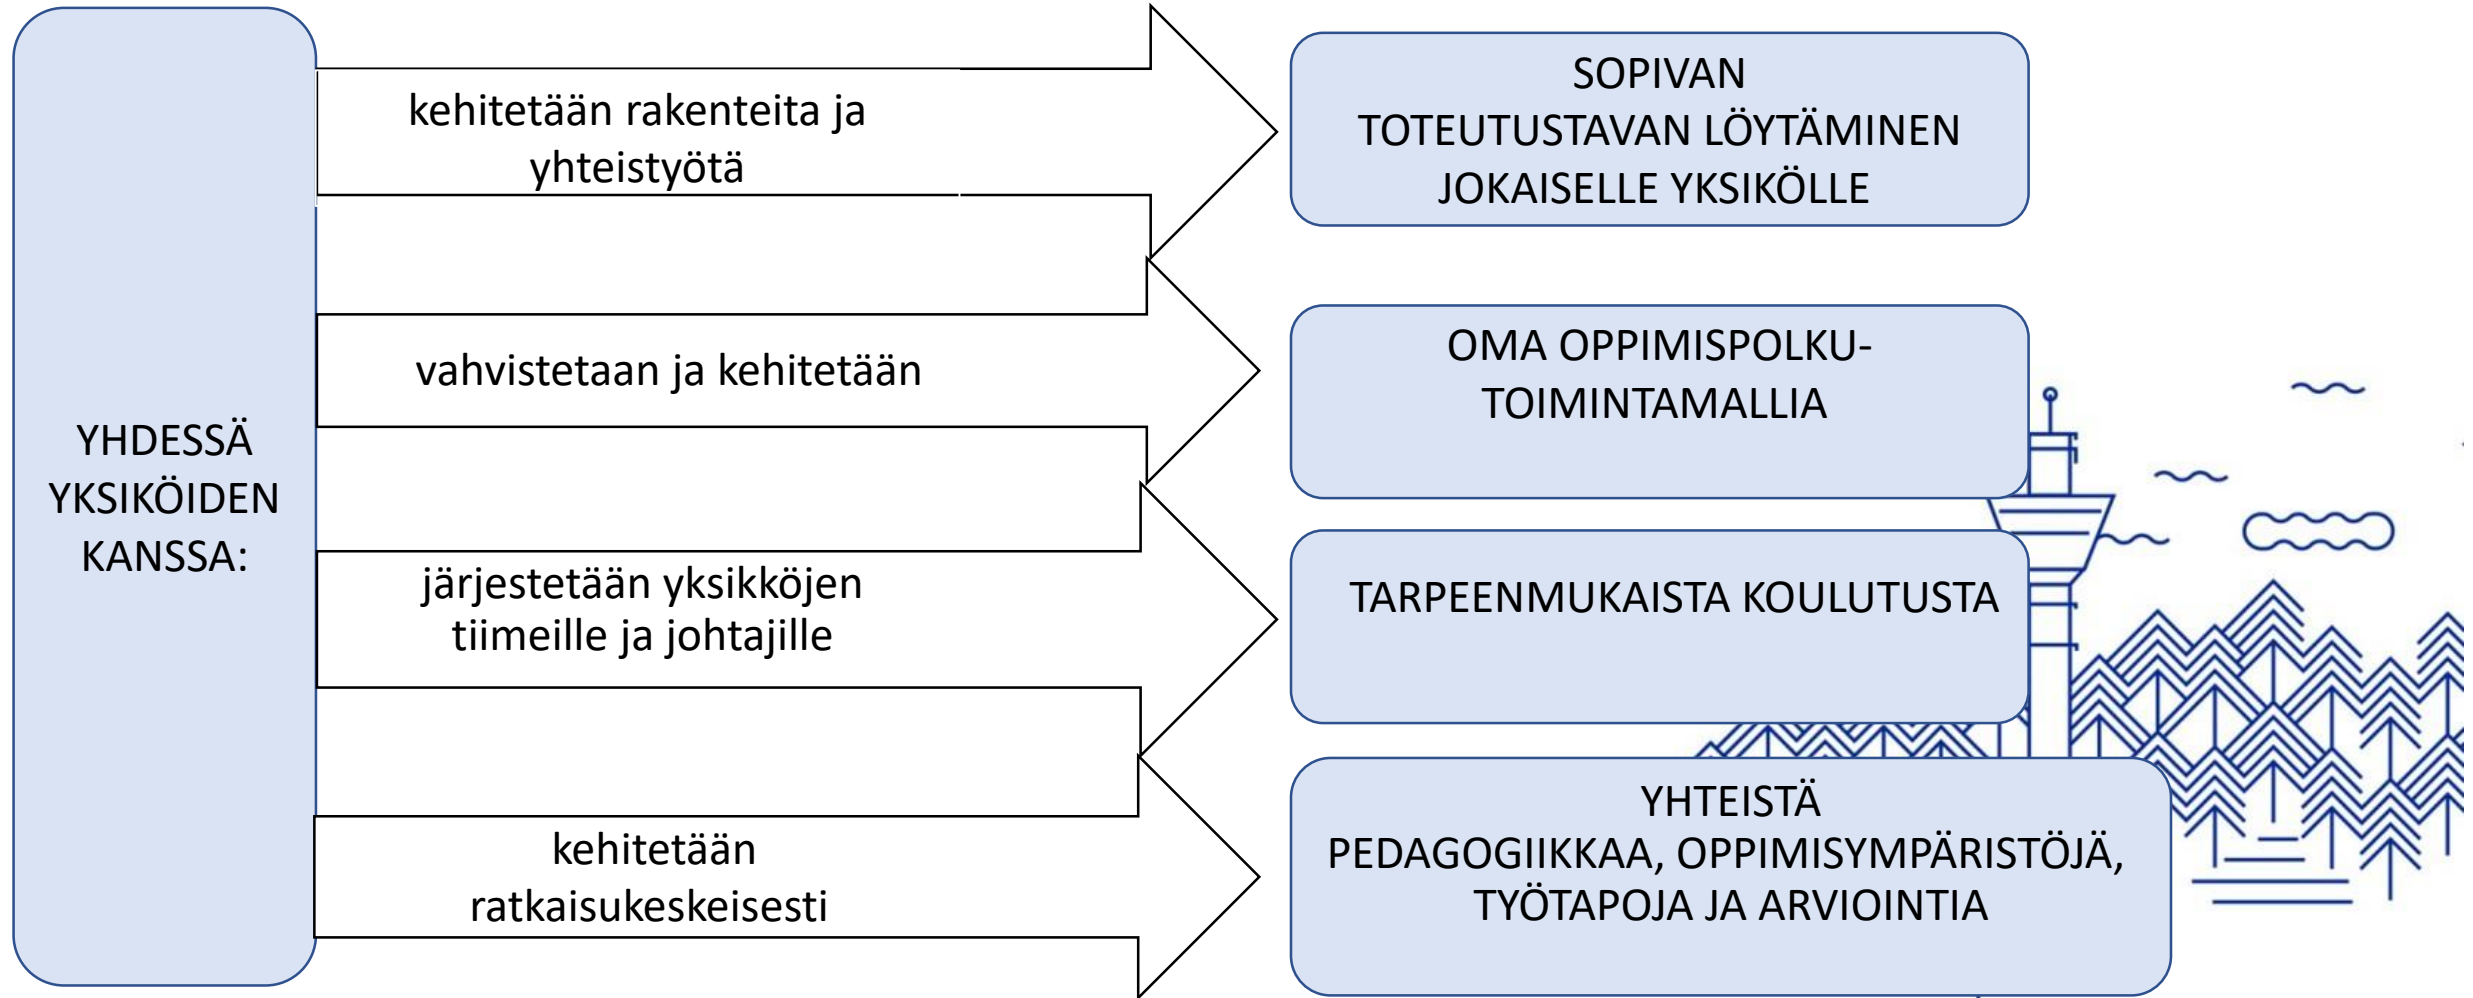 YHDESSÄ
YKSIKÖIDEN
KANSSA:
kehitetään rakenteita ja
yhteistyötä
SOPIVAN
TOTEUTUSTAVAN LÖYTÄMINEN
JOKAISELLE YKSIKÖLLE
vahvistetaan ja kehitetään
OMA OPPIMISPOLKU-
TOIMINTAMALLIA
järjestetään yksikköjen
tiimeille ja johtajille
TARPEENMUKAISTA KOULUTUSTA
kehitetään
ratkaisukeskeisesti
YHTEISTÄ
PEDAGOGIIKKAA, OPPIMISYMPÄRISTÖJÄ,
TYÖTAPOJA JA ARVIOINTIA